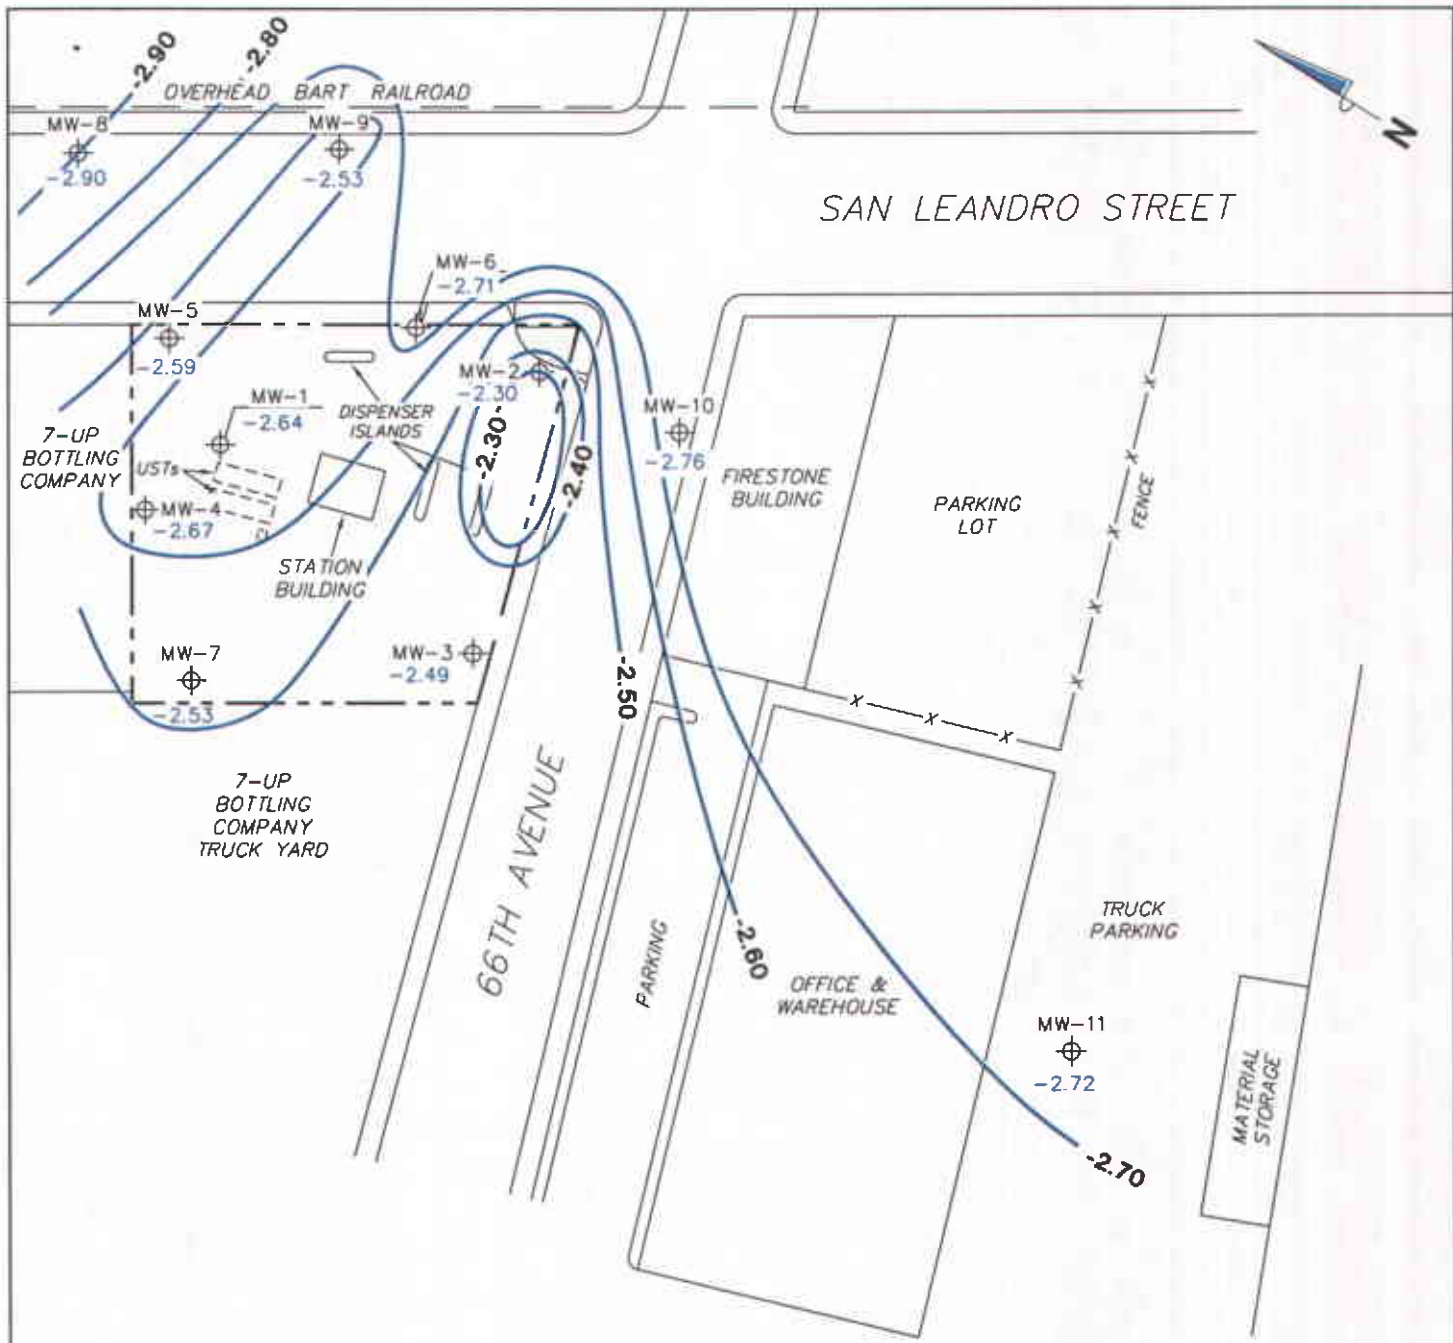 -2.90
-2.80
OVERHEAD BART RAILROAD
MW-8
-2.90
MW-9
-2.53
N
SAN LEANDRO STREET
MW-6
-2.71
MW-5
-2.59
MW-2
-2.30
MW-1
-2.64
DISPENSER
ISLANDS
-2.30
-2.40
MW-10
-2.76
7-UP
BOTTLING
COMPANY
USTs
MW-4
-2.67
STATION
BUILDING
FIRESTONE
BUILDING
PARKING
LOT
X
X
FENCE
X
X
X
MW-7
-2.53
MW-3
-2.49
-2.50
X
X
X
7-UP
BOTTLING
COMPANY
TRUCK YARD
66TH AVENUE
PARKING
-2.60
OFFICE &
WAREHOUSE
TRUCK
PARKING
MW-11
-2.72
MATERIAL
STORAGE
-2.70